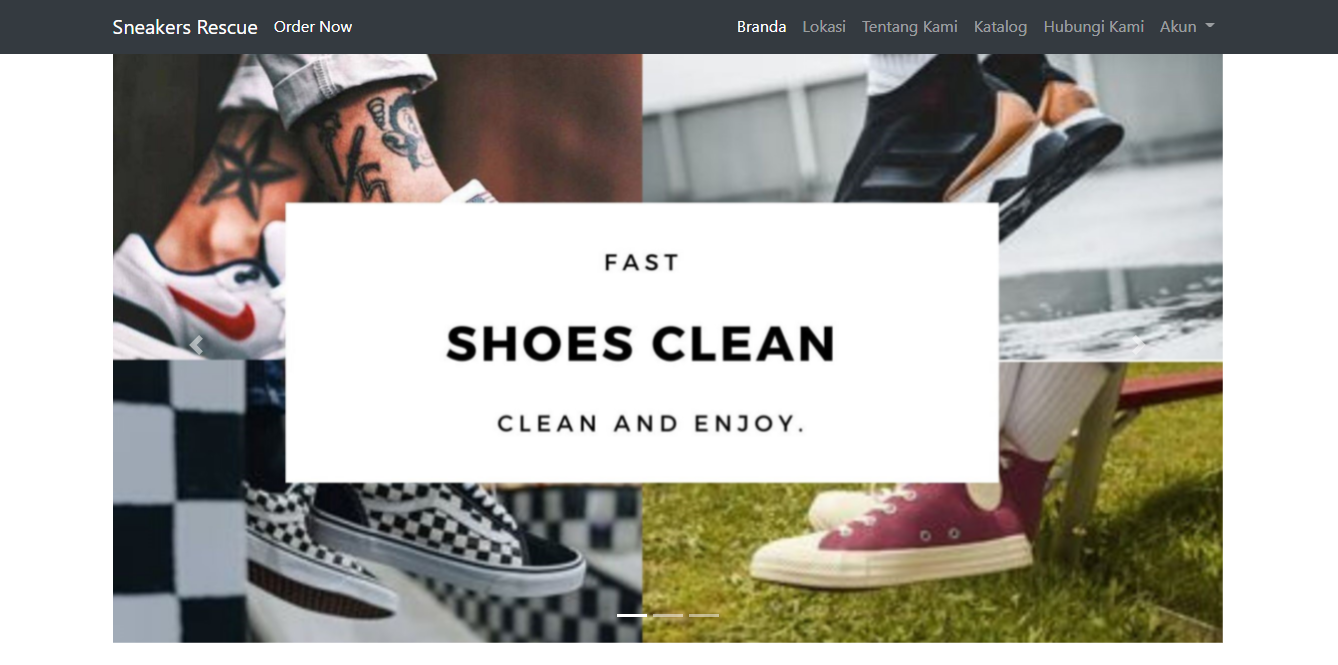 Sneakers Rescue Order Now Branda Lokasi Tentang Kami Katalog Hubungi Kami Akun
FAST
SHOES CLEAN
CLEAN AND ENJOY.